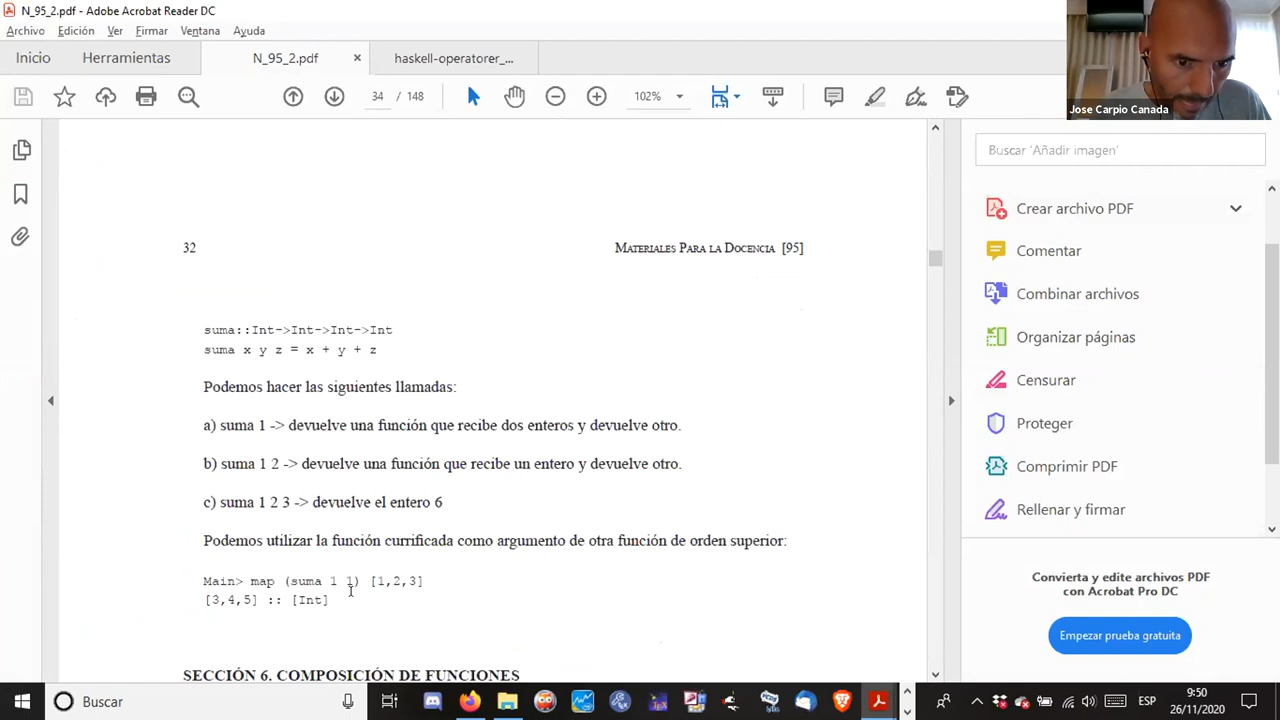 N_95_2.pdf - Adobe Acrobat Reader DC
Archivo Edición Ver Firmar Ventana Ayuda
Inicio Herramientas N_95_2.pdf × haskell-operatorer_...
34 / 148 102%
Jose Carpio Canada
32 MATERIALES PARA LA DOCENCIA [95]
suma::Int->Int->Int->Int
suma x y z = x + y + z
Podemos hacer las siguientes llamadas:
a) suma 1 -> devuelve una función que recibe dos enteros y devuelve otro.
b) suma 1 2 -> devuelve una función que recibe un entero y devuelve otro.
c) suma 1 2 3 -> devuelve el entero 6
Podemos utilizar la función currificada como argumento de otra función de orden superior:
Main> map (suma 1 1) [1,2,3]
[3,4,5] :: [Int]
SECCIÓN 6. COMPOSICIÓN DE FUNCIONES
Buscar 'Añadir imagen'
Crear archivo PDF
Comentar
Combinar archivos
Organizar páginas
Censurar
Proteger
Comprimir PDF
Rellenar y firmar
Convierta y edite archivos PDF
con Acrobat Pro DC
Empezar prueba gratuita
Buscar
ESP
9:50
26/11/2020